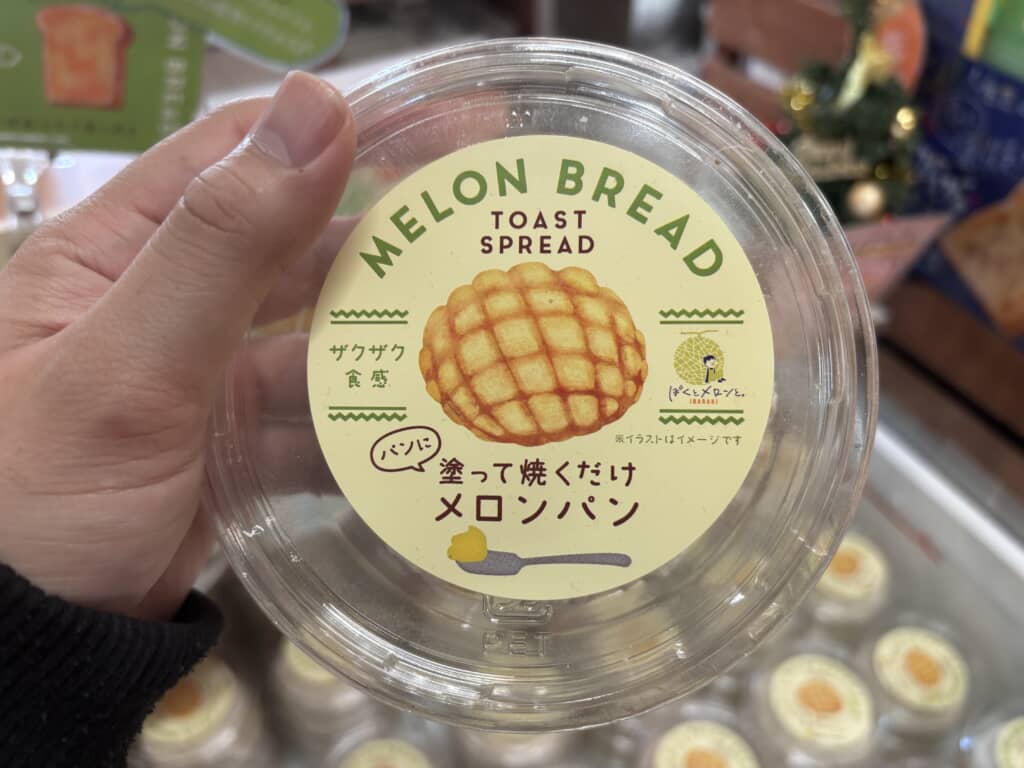 MELON BREAD
TOAST
SPREAD
ザクザク
食感
ぼくとメロンと。
IBARAKI
※イラストはイメージです
パンに
塗って焼くだけ
メロンパン
PET